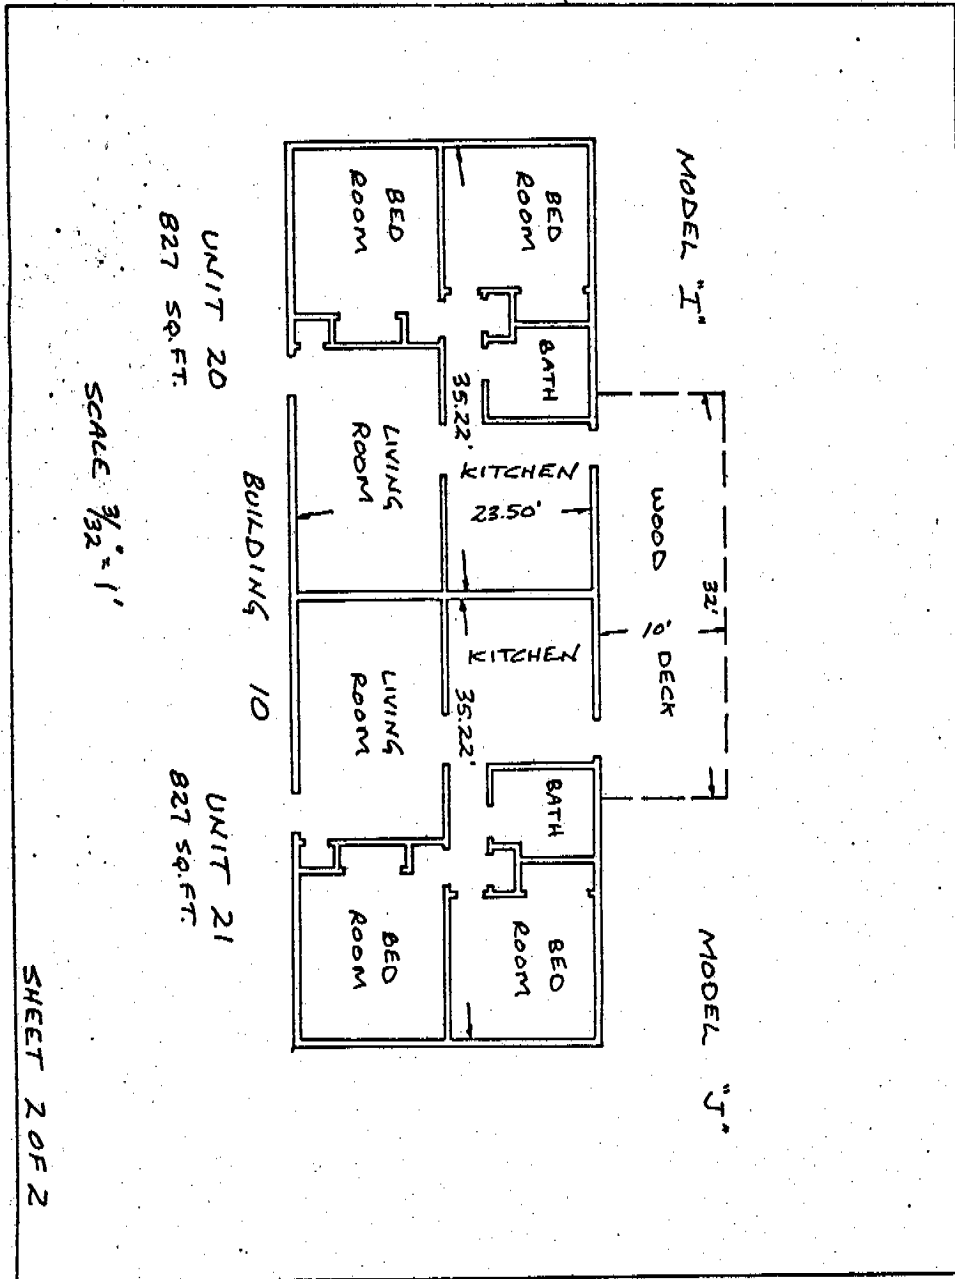 MODEL "I"
MODEL "J"
32'
WOOD
10'
DECK
BED
ROOM
BATH
KITCHEN
23.50'
KITCHEN
BATH
BED
ROOM
35.22'
35.22'
BED
ROOM
LIVING
ROOM
LIVING
ROOM
BED
ROOM
UNIT 20
827 SQ.FT.
BUILDING 10
UNIT 21
827 SQ.FT.
SCALE 3/32" = 1'
SHEET 2 OF 2